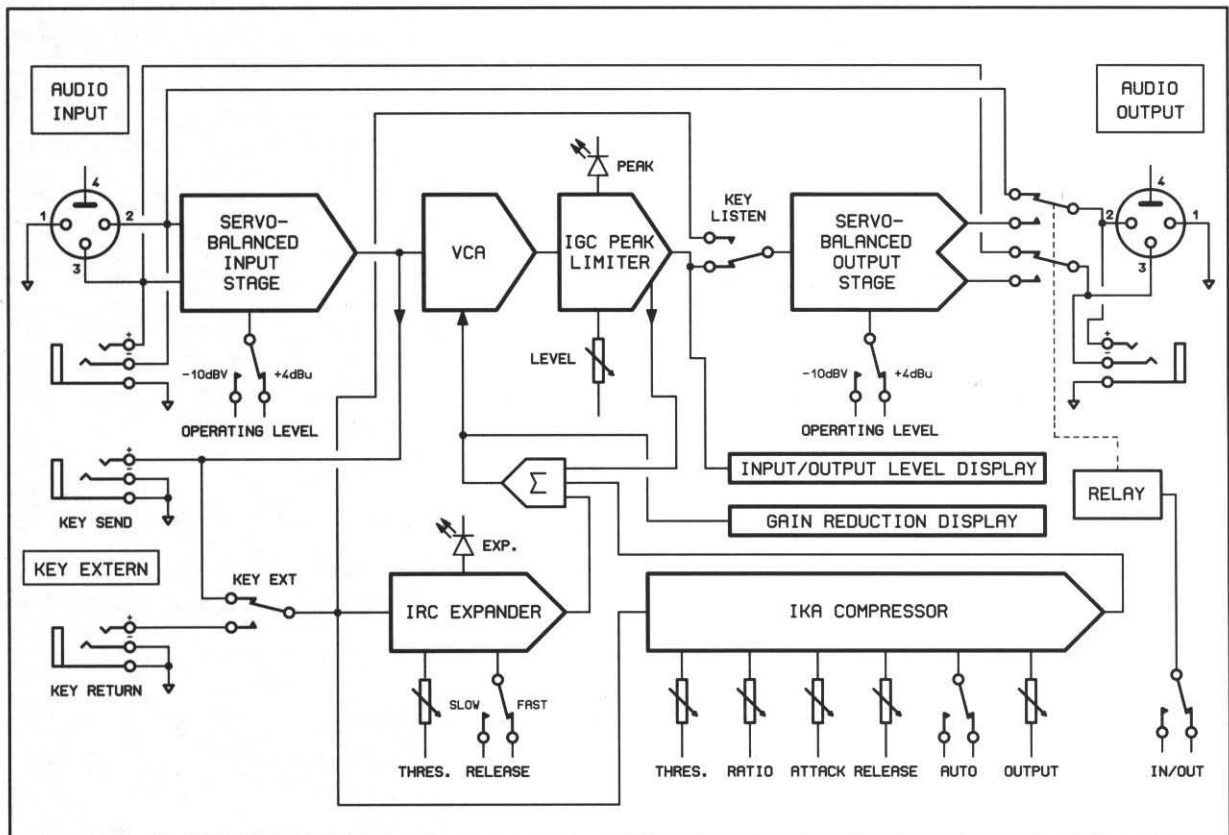 AUDIO
INPUT
AUDIO
OUTPUT
4
1
2
3
SERVO-
BALANCED
INPUT
STAGE
VCA
PEAK
IGC PEAK
LIMITER
KEY
LISTEN
SERVO-
BALANCED
OUTPUT
STAGE
4
2
1
3
+
-
-10dBV
+4dBu
OPERATING LEVEL
LEVEL
-10dBV
+4dBu
OPERATING LEVEL
+
-
+
-
KEY SEND
Σ
INPUT/OUTPUT LEVEL DISPLAY
GAIN REDUCTION DISPLAY
RELAY
KEY EXTERN
KEY EXT
EXP.
IRC EXPANDER
IKA COMPRESSOR
+
-
KEY RETURN
SLOW
FAST
THRES.
RELEASE
THRES.
RATIO
ATTACK
RELEASE
AUTO
OUTPUT
IN/OUT